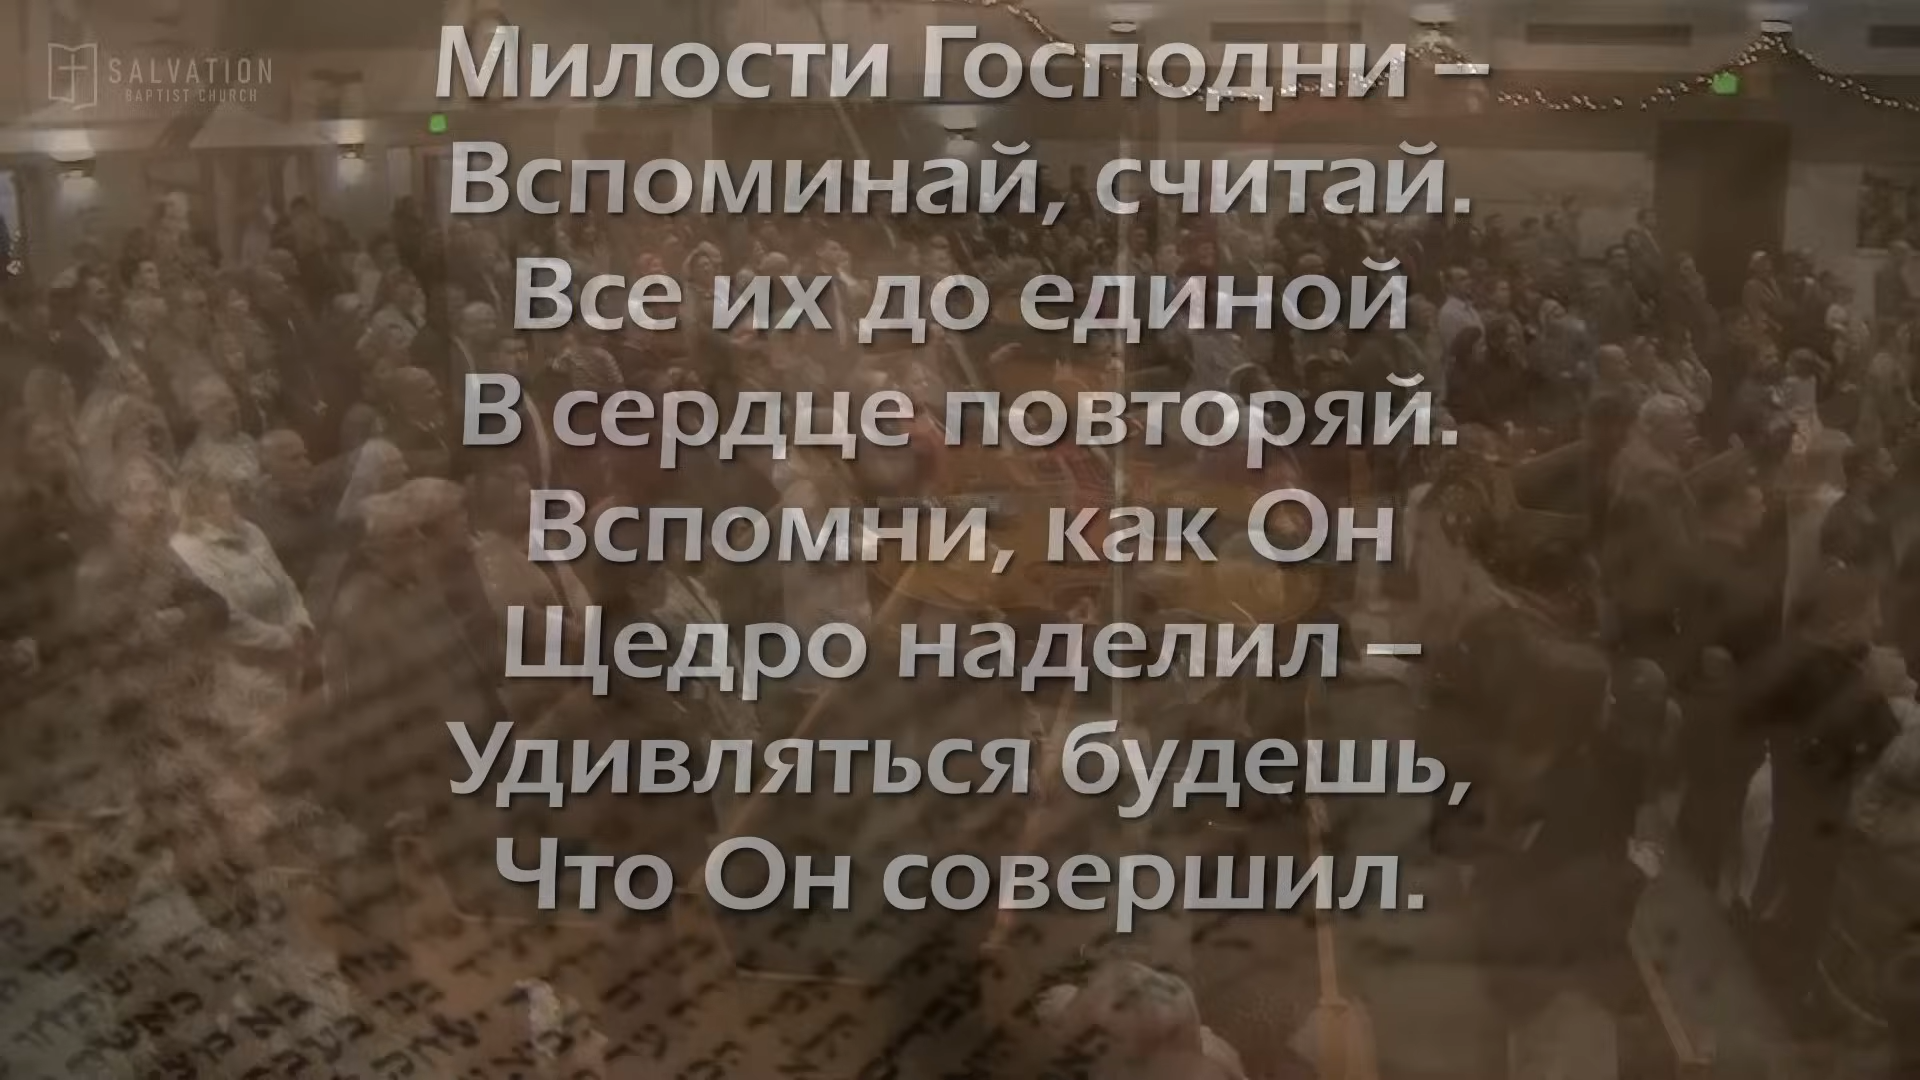 SALVATION
BAPTIST CHURCH
Милости Господни –
Вспоминай, считай.
Все их до единой
В сердце повторяй.
Вспомни, как Он
Щедро наделил –
Удивляться будешь,
Что Он совершил.